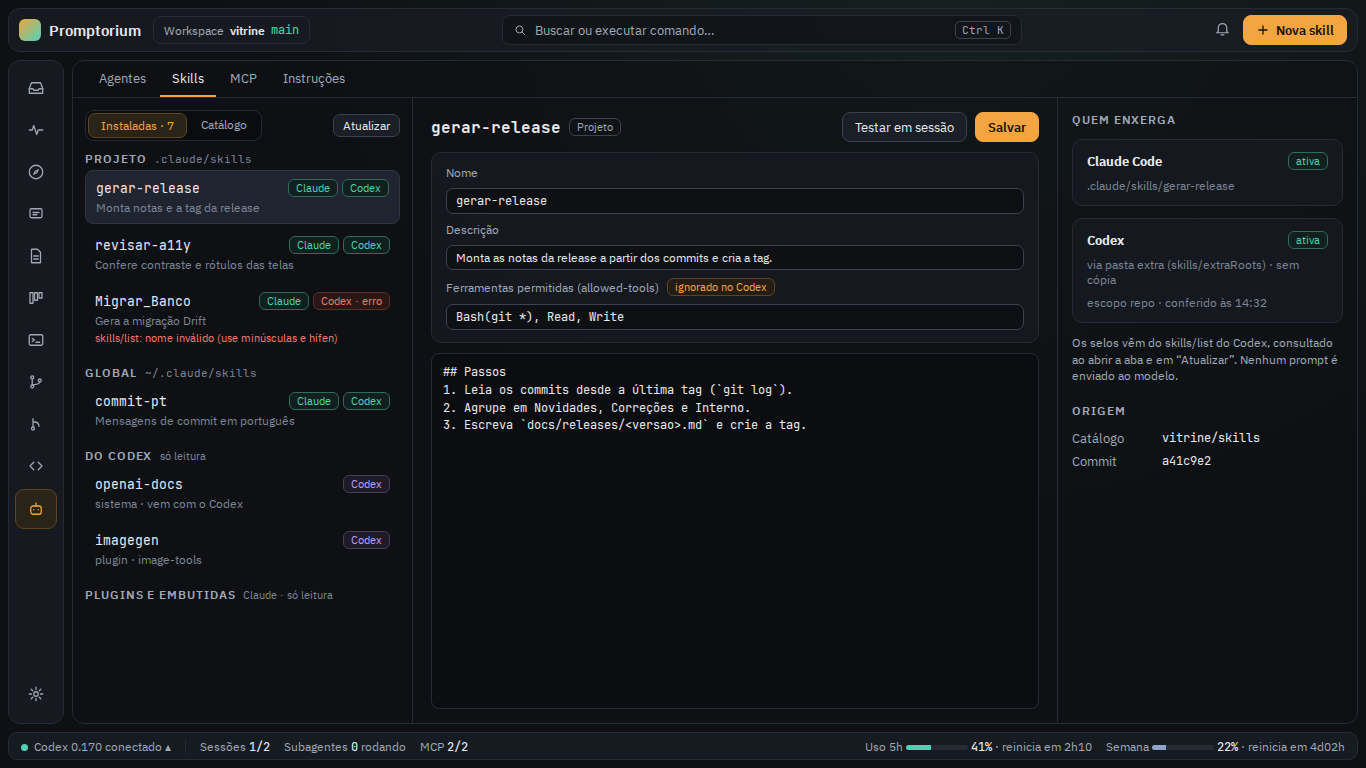 Promptorium
Workspace vitrine main
Buscar ou executar comando...
Ctrl K
+ Nova skill
Agentes
Skills
MCP
Instruções
Instaladas · 7
Catálogo
Atualizar
PROJETO .claude/skills
gerar-release
Claude
Codex
Monta notas e a tag da release
revisar-a11y
Claude
Codex
Confere contraste e rótulos das telas
Migrar_Banco
Claude
Codex · erro
Gera a migração Drift
skills/list: nome inválido (use minúsculas e hífen)
GLOBAL ~/.claude/skills
commit-pt
Claude
Codex
Mensagens de commit em português
DO CODEX só leitura
openai-docs
Codex
sistema · vem com o Codex
imagegen
Codex
plugin · image-tools
PLUGINS E EMBUTIDAS Claude · só leitura
gerar-release
Projeto
Testar em sessão
Salvar
Nome
gerar-release
Descrição
Monta as notas da release a partir dos commits e cria a tag.
Ferramentas permitidas (allowed-tools)
ignorado no Codex
Bash(git *), Read, Write
## Passos
1. Leia os commits desde a última tag (`git log`).
2. Agrupe em Novidades, Correções e Interno.
3. Escreva `docs/releases/<versao>.md` e crie a tag.
QUEM ENXERGA
Claude Code
ativa
.claude/skills/gerar-release
Codex
ativa
via pasta extra (skills/extraRoots) · sem
cópia
escopo repo · conferido às 14:32
Os selos vêm do skills/list do Codex, consultado
ao abrir a aba e em “Atualizar”. Nenhum prompt é
enviado ao modelo.
ORIGEM
Catálogo vitrine/skills
Commit a41c9e2
Codex 0.170 conectado ▴
Sessões 1/2
Subagentes 0 rodando
MCP 2/2
Uso 5h 41% · reinicia em 2h10
Semana 22% · reinicia em 4d02h